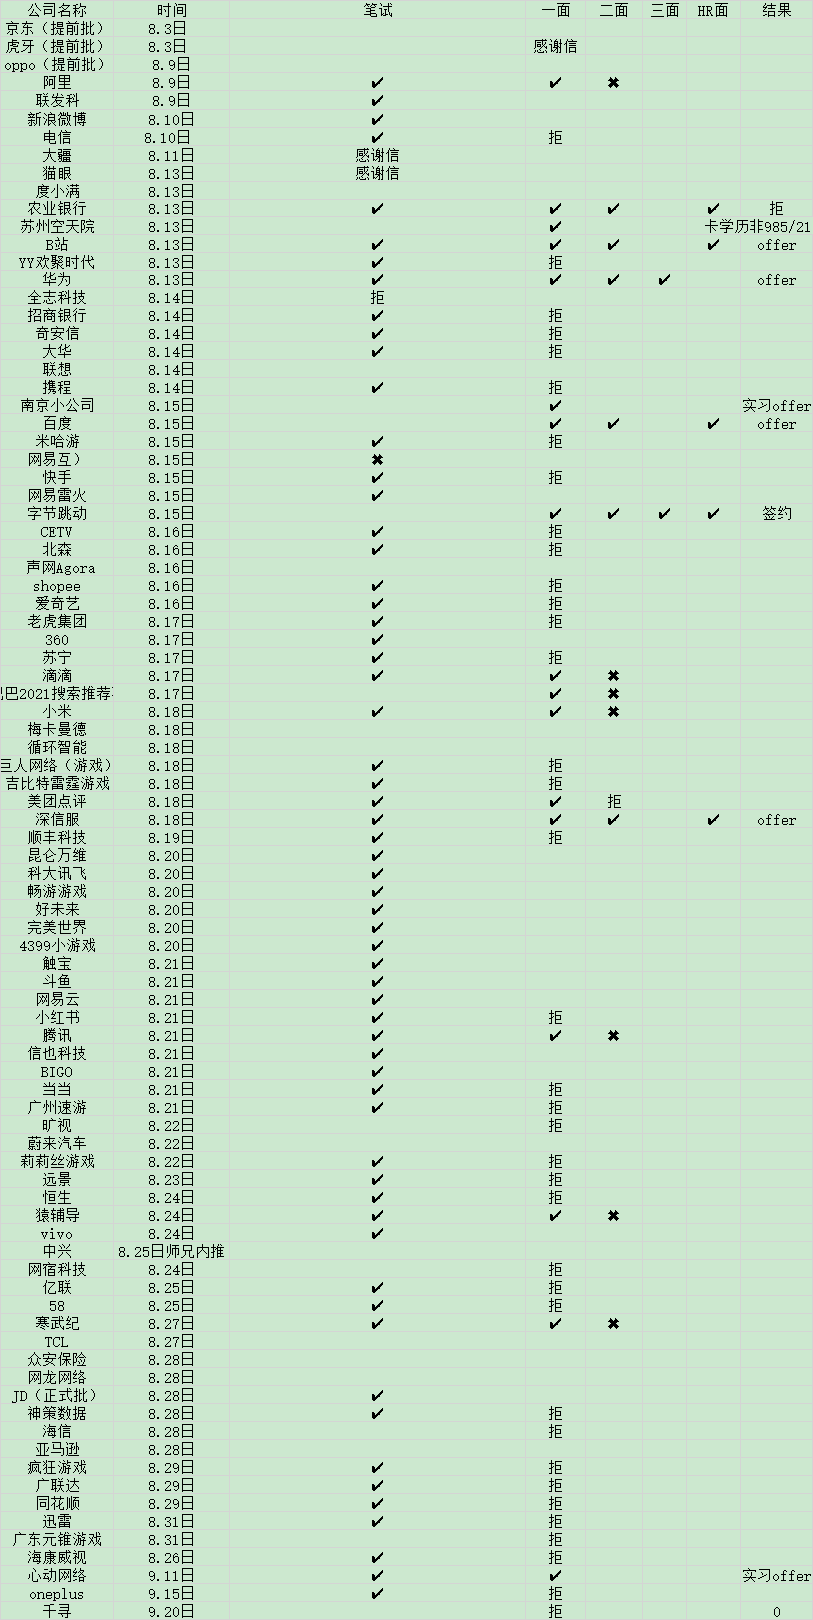 公司名称 时间 笔试 一面 二面 三面 HR面 结果
京东（提前批） 8.3日
虎牙（提前批） 8.3日 感谢信
oppo（提前批） 8.9日
阿里 8.9日 ✔ ✔ ✖
联发科 8.9日 ✔
新浪微博 8.10日 ✔
电信 8.10日 ✔ 拒
大疆 8.11日 感谢信
猫眼 8.13日 感谢信
度小满 8.13日
农业银行 8.13日 ✔ ✔ ✔ ✔ 拒
苏州空天院 8.13日 ✔ 卡学历非985/21
B站 8.13日 ✔ ✔ ✔ ✔ offer
YY欢聚时代 8.13日 ✔ 拒
华为 8.13日 ✔ ✔ ✔ ✔ offer
全志科技 8.14日 拒
招商银行 8.14日 ✔ 拒
奇安信 8.14日 ✔ 拒
大华 8.14日 ✔ 拒
联想 8.14日
携程 8.14日 ✔ 拒
南京小公司 8.15日 ✔ 实习offer
百度 8.15日 ✔ ✔ ✔ offer
米哈游 8.15日 ✔ 拒
网易互） 8.15日 ✖
快手 8.15日 ✔ 拒
网易雷火 8.15日 ✔
字节跳动 8.15日 ✔ ✔ ✔ ✔ 签约
CETV 8.16日 ✔ 拒
北森 8.16日 ✔ 拒
声网Agora 8.16日
shopee 8.16日 ✔ 拒
爱奇艺 8.16日 ✔ 拒
老虎集团 8.17日 ✔ 拒
360 8.17日 ✔
苏宁 8.17日 ✔ 拒
滴滴 8.17日 ✔ ✔ ✖
巴2021搜索推荐 8.17日 ✔ ✖
小米 8.18日 ✔ ✔ ✖
梅卡曼德 8.18日
循环智能 8.18日
巨人网络（游戏） 8.18日 ✔ 拒
吉比特雷霆游戏 8.18日 ✔ 拒
美团点评 8.18日 ✔ ✔ 拒
深信服 8.18日 ✔ ✔ ✔ ✔ offer
顺丰科技 8.19日 ✔ 拒
昆仑万维 8.20日 ✔
科大讯飞 8.20日 ✔
畅游游戏 8.20日 ✔
好未来 8.20日 ✔
完美世界 8.20日 ✔
4399小游戏 8.20日 ✔
触宝 8.21日 ✔
斗鱼 8.21日 ✔
网易云 8.21日 ✔
小红书 8.21日 ✔ 拒
腾讯 8.21日 ✔ ✔ ✖
信也科技 8.21日 ✔
BIGO 8.21日 ✔
当当 8.21日 ✔ 拒
广州速游 8.21日 ✔ 拒
旷视 8.22日 拒
蔚来汽车 8.22日
莉莉丝游戏 8.22日 ✔ 拒
远景 8.23日 ✔ 拒
恒生 8.24日 ✔ 拒
猿辅导 8.24日 ✔ ✔ ✖
vivo 8.24日 ✔
中兴 8.25日师兄内推
网宿科技 8.24日 拒
亿联 8.25日 ✔ 拒
58 8.25日 ✔ 拒
寒武纪 8.27日 ✔ ✔ ✖
TCL 8.27日
众安保险 8.28日
网龙网络 8.28日
JD（正式批） 8.28日 ✔
神策数据 8.28日 ✔ 拒
海信 8.28日 拒
亚马逊 8.28日
疯狂游戏 8.29日 ✔ 拒
广联达 8.29日 ✔ 拒
同花顺 8.29日 ✔ 拒
迅雷 8.31日 ✔ 拒
广东元锥游戏 8.31日 拒
海康威视 8.26日 ✔ 拒
心动网络 9.11日 ✔ ✔ 实习offer
oneplus 9.15日 ✔ 拒
千寻 9.20日 拒 0